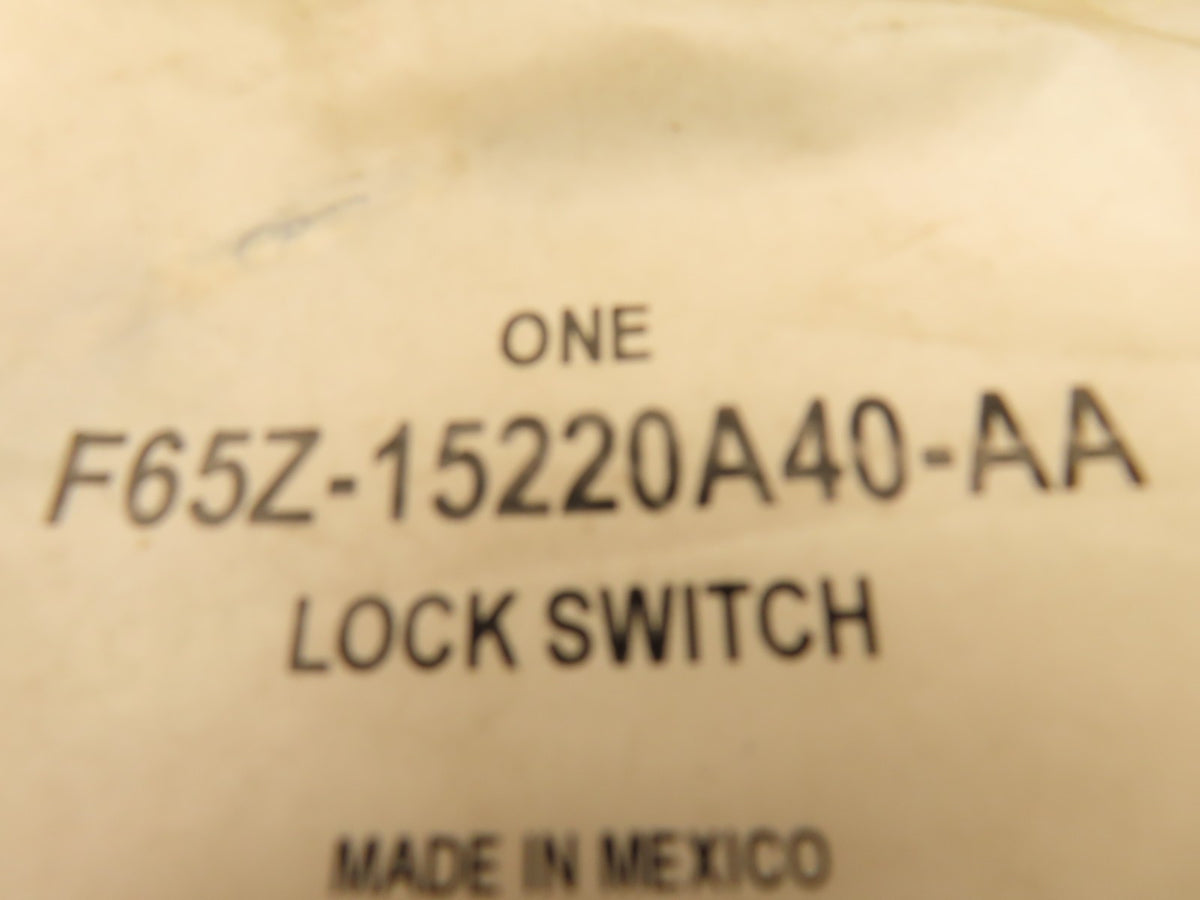 ONE
F65Z-15220A40-AA
LOCK SWITCH
MADE IN MEXICO